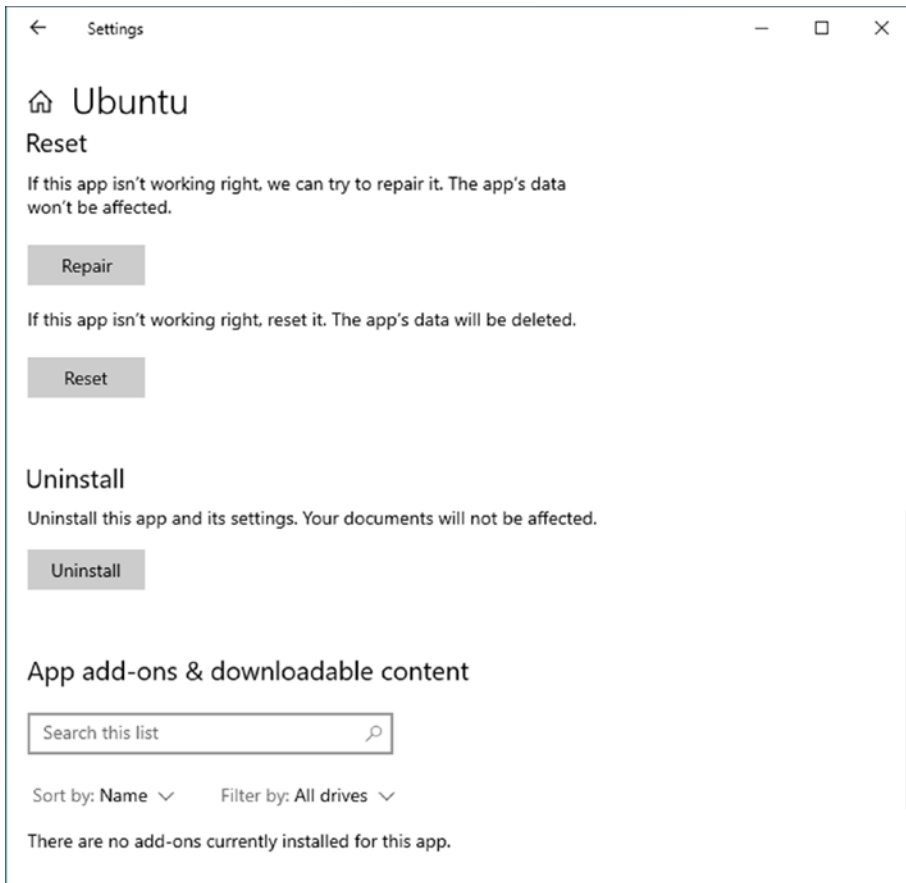 Settings
Ubuntu
Reset
If this app isn't working right, we can try to repair it. The app's data
won't be affected.
Repair
If this app isn't working right, reset it. The app's data will be deleted.
Reset
Uninstall
Uninstall this app and its settings. Your documents will not be affected.
Uninstall
App add-ons & downloadable content
Search this list
Sort by: Name Filter by: All drives
There are no add-ons currently installed for this app.